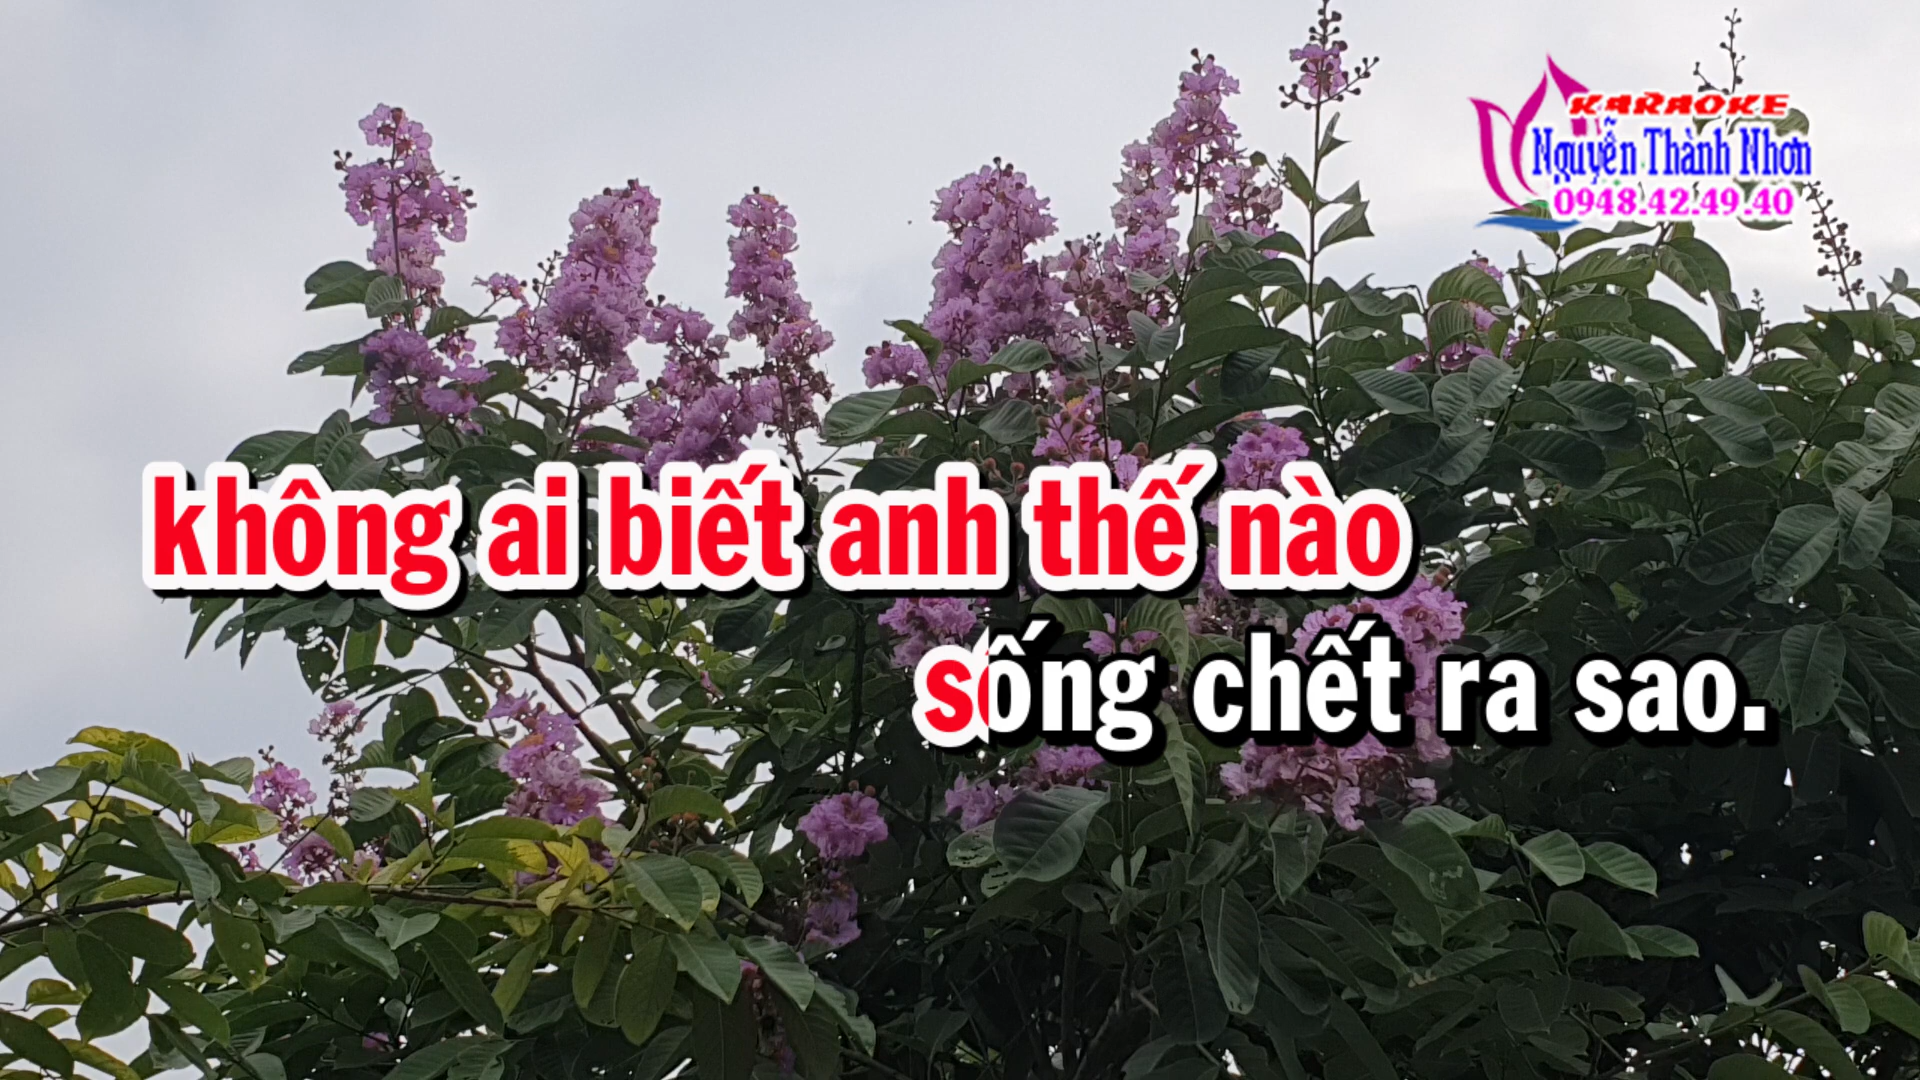 KARAOKE
Nguyễn Thành Nhơn
0948.42.49.40
không ai biết anh thế nào
sống chết ra sao.